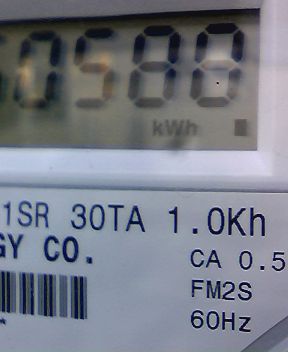 0588
kWh
1SR 30TA 1.0Kh
GY CO.
CA 0.5
FM2S
60Hz